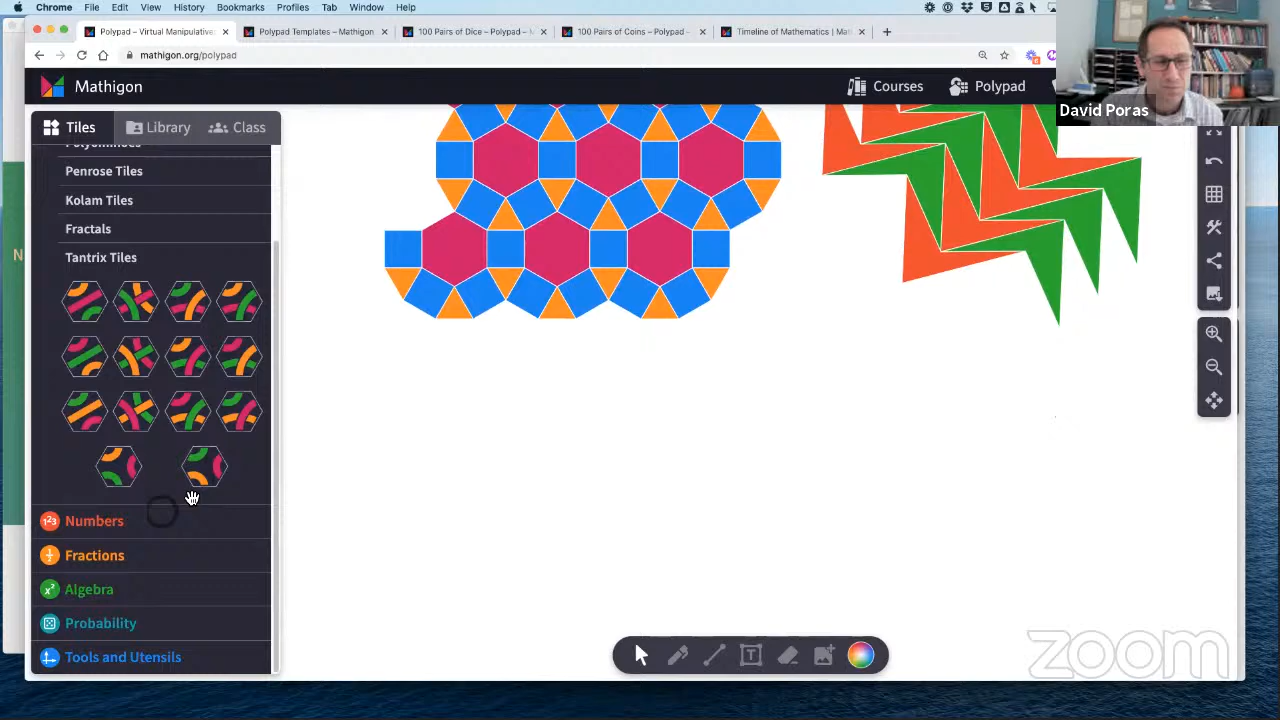 Chrome File Edit View History Bookmarks Profiles Tab Window Help
Polypad – Virtual Manipulative Polypad Templates – Mathigon 100 Pairs of Dice – Polypad – 100 Pairs of Coins – Polypad – Timeline of Mathematics | Mat
mathigon.org/polypad
Mathigon Courses Polypad
David Poras
Tiles Library Class
Penrose Tiles
Kolam Tiles
Fractals
Tantrix Tiles
N
Numbers
Fractions
Algebra
Probability
Tools and Utensils
zoom